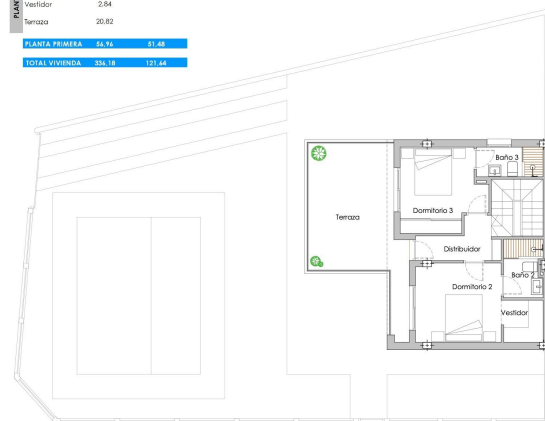 PLAN
Vestidor 2,84
Terraza 20,82
PLANTA PRIMERA 56,96 51,48
TOTAL VIVIENDA 336,18 121,64
Baño 3
Dormitorio 3
Terraza
Distribuidor
Baño 2
Dormitorio 2
Vestidor